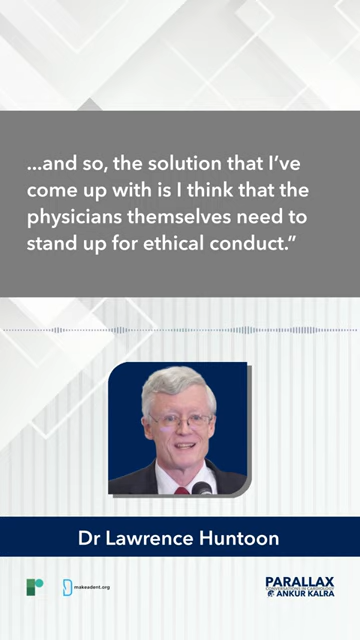 ...and so, the solution that I've
come up with is I think that the
physicians themselves need to
stand up for ethical conduct.”
Dr Lawrence Huntoon
makeadent.org
PARALLAX
ANKUR KALRA